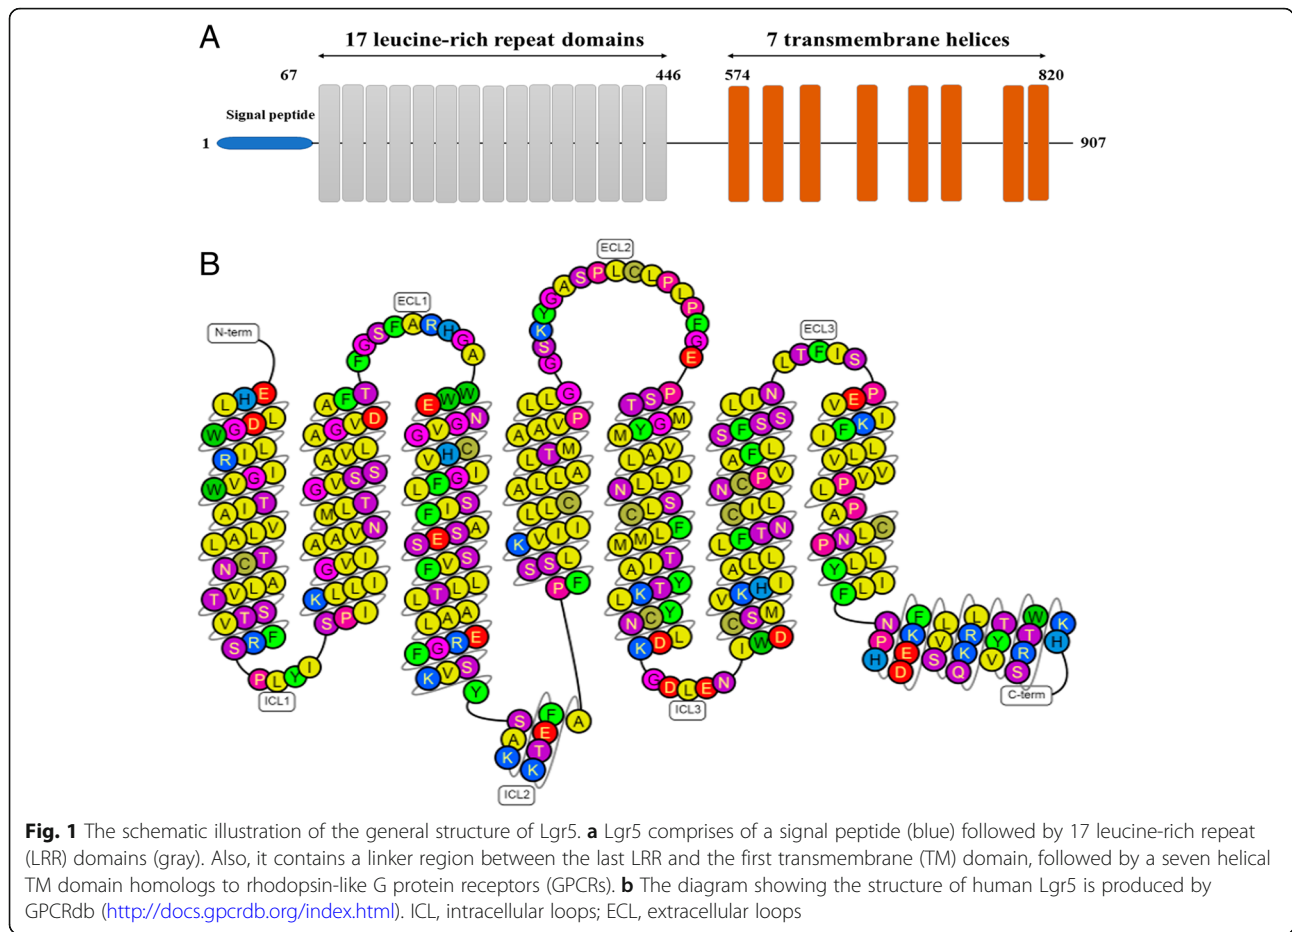 A
17 leucine-rich repeat domains
7 transmembrane helices
67
446
574
820
Signal peptide
1
907
B
N-term
L H E
W G D L
R I L
W V G I
A I T
L A L V
N C T
T V L A
V T S
S R F
P L Y I
ICL1
ECL1
F G S F A R H G A
A F T
A G V D
A V L
G V S S
M L T
A A V N
G V I
K L L I
S P I
E W W
G V G N
V H C
L F G I
F I S
S E S A
F V S
L T L L
L A A
F G R E
K V S
Y
S A K
F E T K
A
ICL2
ECL2
G S K Y G A S P L C L P L P F G E
L L G
A A V P
L T M
A L L A
L L C
K V I I
S S L
P F
T S P
M Y G M
L A V
N L L I
C L S
M M L F
A I T
L K T Y
N C Y
K D L
G D L E N
ICL3
ECL3
L T F I S
L I N
S F S S
A F L
N C P V
C I L
L F T N
A L L
V K H I
C S M
I W D
V E P
I F K I
V L L
L P V V
A P
P N L C
Y L L
F L I
N P H
F K E D
L V S
L R K Q
T Y V
W T R S
K H
C-term
Fig. 1 The schematic illustration of the general structure of Lgr5. a Lgr5 comprises of a signal peptide (blue) followed by 17 leucine-rich repeat
(LRR) domains (gray). Also, it contains a linker region between the last LRR and the first transmembrane (TM) domain, followed by a seven helical
TM domain homologs to rhodopsin-like G protein receptors (GPCRs). b The diagram showing the structure of human Lgr5 is produced by
GPCRdb (http://docs.gpcrdb.org/index.html). ICL, intracellular loops; ECL, extracellular loops